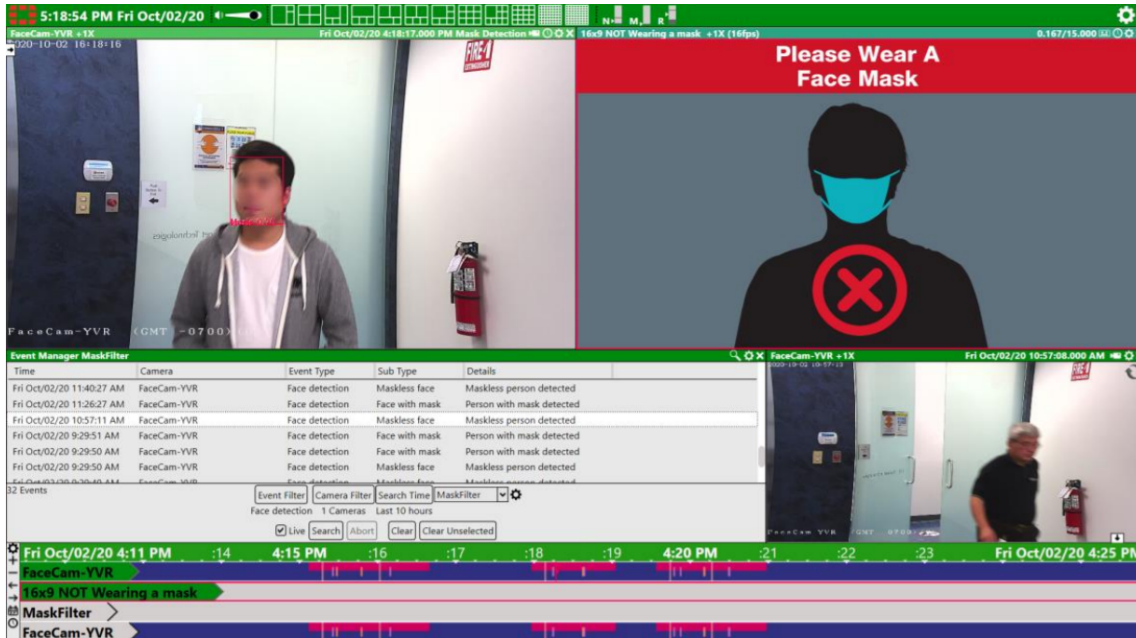 5:18:54 PM Fri Oct/02/20
N M, R
FaceCam-YVR +1X
Fri Oct/02/20 4:18:17.000 PM Mask Detection
16x9 NOT Wearing a mask +1X (16fps)
0.167/15.000
2020-10-02 16:18:16
FIRE
EXTINGUISHER
Please Wear A
Face Mask
FaceCam-YVR (GMT -0700)
Event Manager MaskFilter
Time Camera Event Type Sub Type Details
Fri Oct/02/20 11:40:27 AM FaceCam-YVR Face detection Maskless face Maskless person detected
Fri Oct/02/20 11:26:27 AM FaceCam-YVR Face detection Face with mask Person with mask detected
Fri Oct/02/20 10:57:11 AM FaceCam-YVR Face detection Maskless face Maskless person detected
Fri Oct/02/20 9:29:51 AM FaceCam-YVR Face detection Face with mask Person with mask detected
Fri Oct/02/20 9:29:50 AM FaceCam-YVR Face detection Face with mask Person with mask detected
Fri Oct/02/20 9:29:50 AM FaceCam-YVR Face detection Maskless face Maskless person detected
32 Events
Event Filter Camera Filter Search Time MaskFilter
Face detection 1 Cameras Last 10 hours
Live Search Abort Clear Clear Unselected
FaceCam-YVR +1X
Fri Oct/02/20 10:57:08.000 AM
FaceCam YVR (GMT -0700)
Fri Oct/02/20 4:11 PM :14 4:15 PM :16 :17 :18 :19 4:20 PM :21 :22 :23 Fri Oct/02/20 4:25 PM
FaceCam-YVR
16x9 NOT Wearing a mask
MaskFilter
FaceCam-YVR